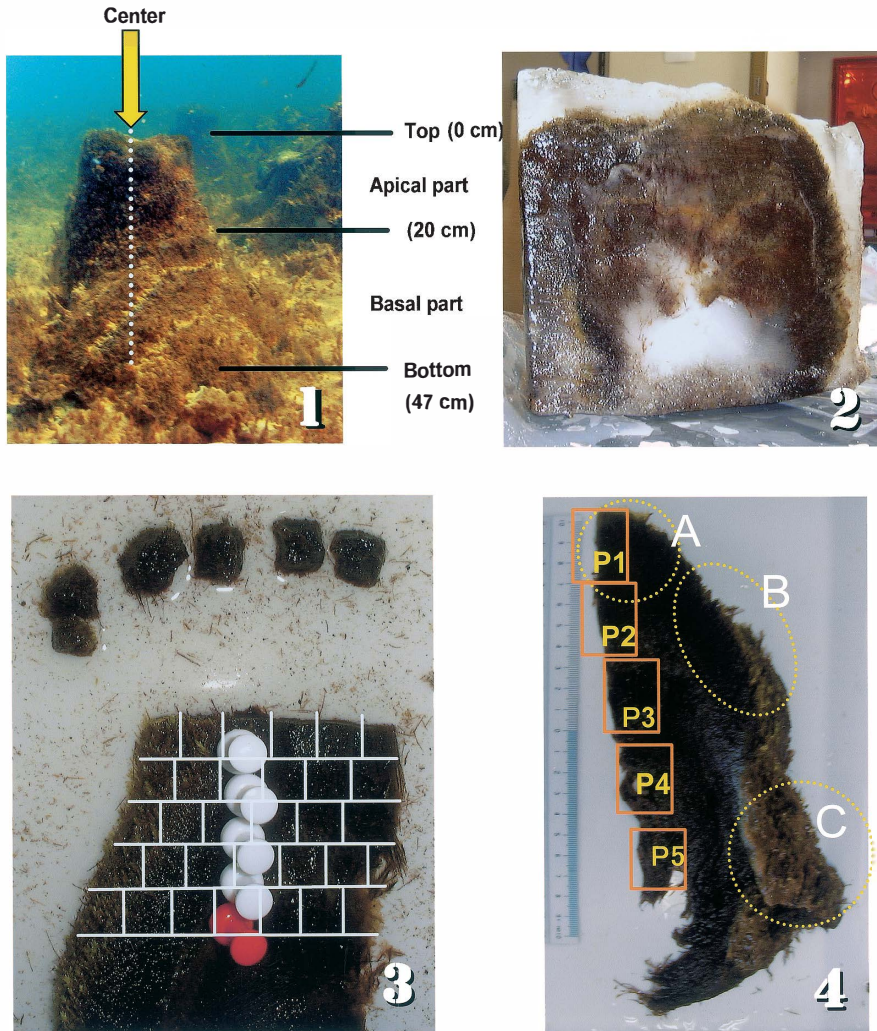 Center
Top (0 cm)
Apical part
(20 cm)
Basal part
Bottom
(47 cm)
1
2
3
A
P1
B
P2
P3
P4
C
P5
4